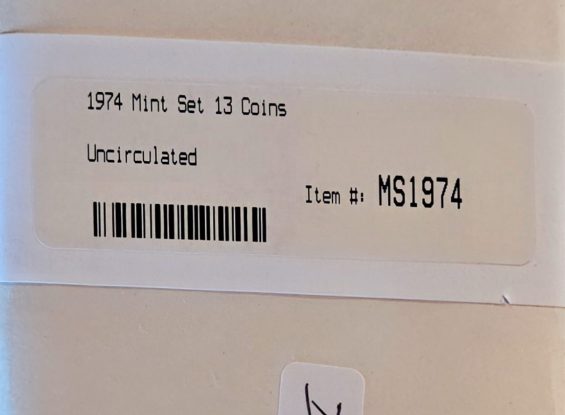 1974 Mint Set 13 Coins
Uncirculated
Item #: MS1974